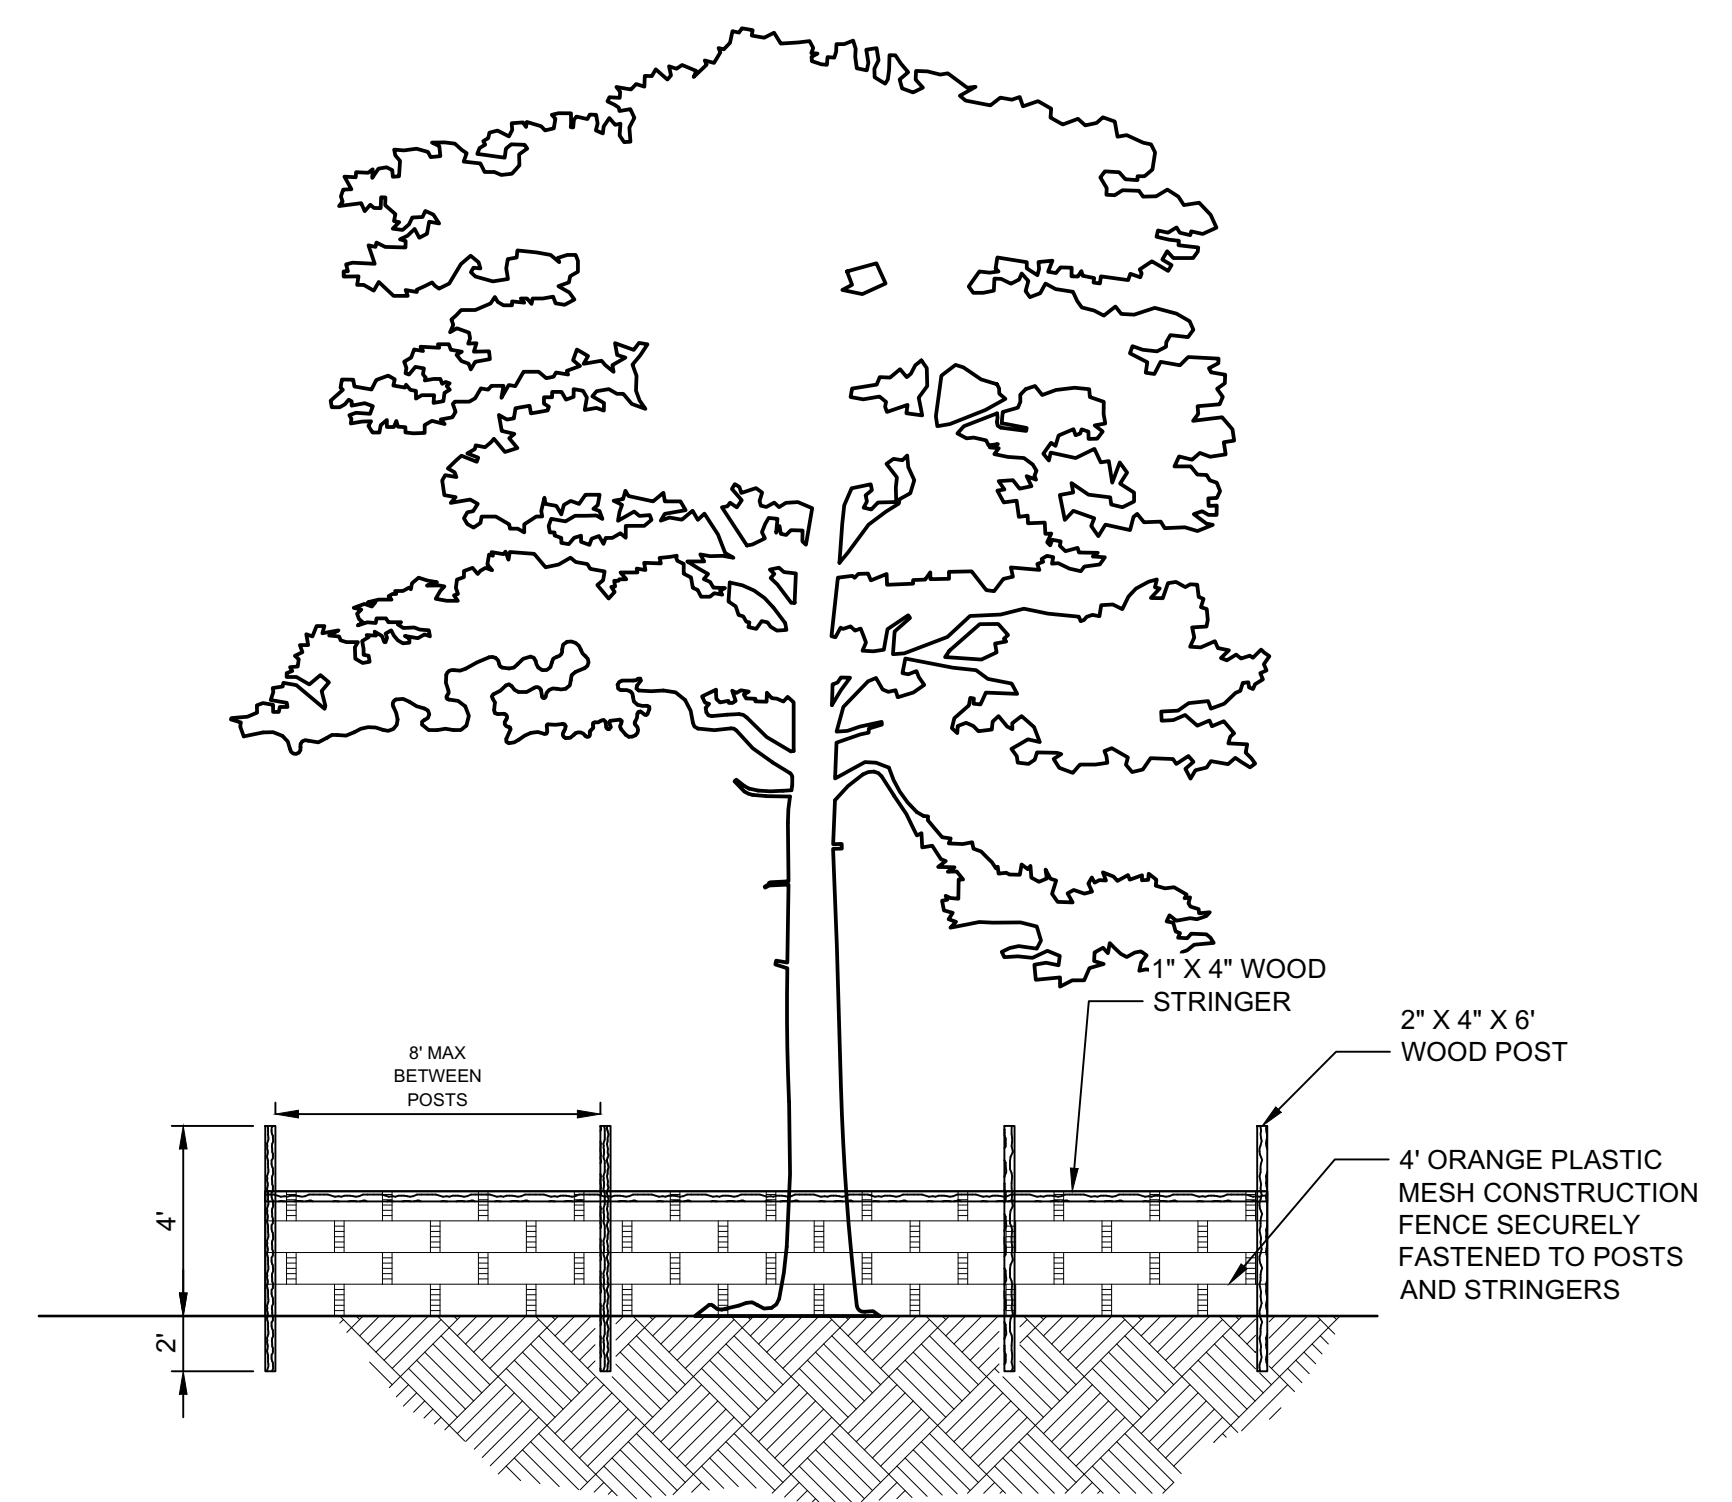 1" X 4" WOOD
STRINGER
2" X 4" X 6'
WOOD POST
8' MAX
BETWEEN
POSTS
4' ORANGE PLASTIC
MESH CONSTRUCTION
FENCE SECURELY
FASTENED TO POSTS
AND STRINGERS
4'
2'